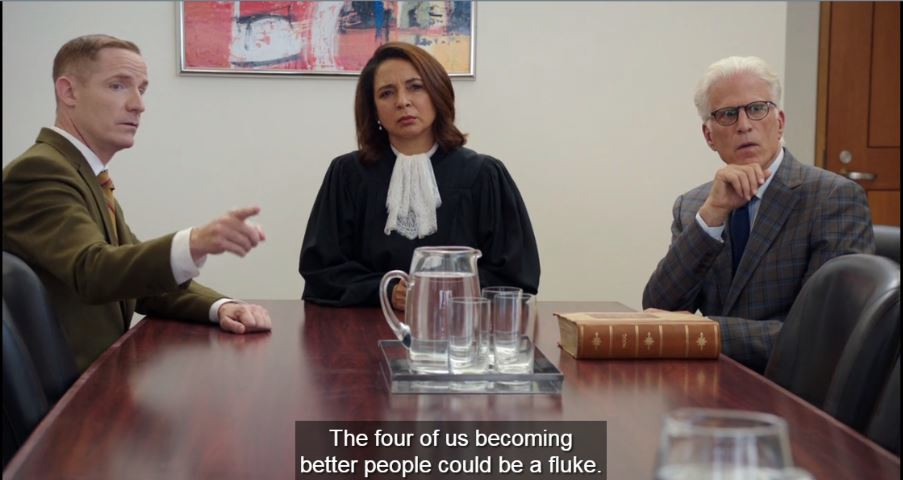 The four of us becoming
better people could be a fluke.